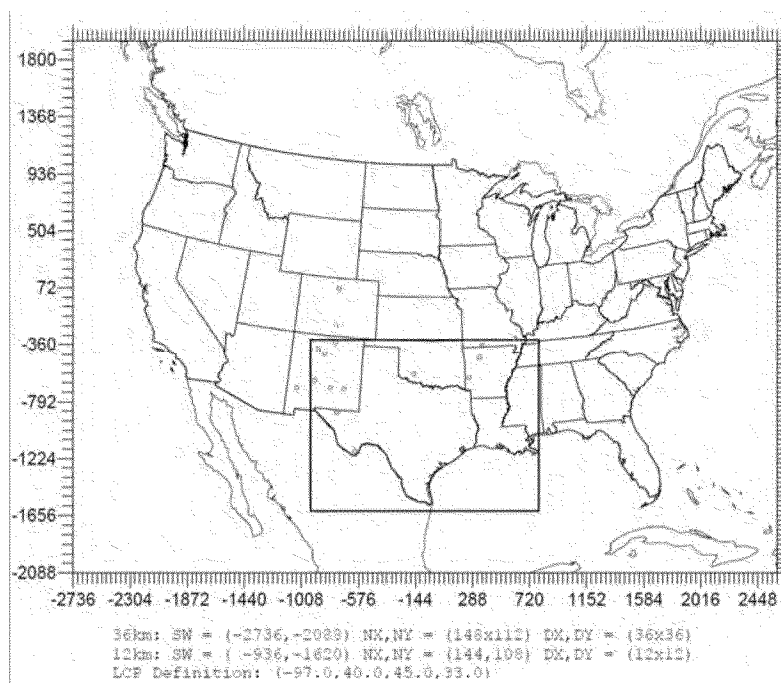 1800
1368
936
504
72
-360
-792
-1224
-1656
-2088
-2736 -2304 -1872 -1440 -1008 -576 -144 288 720 1152 1584 2016 2448
36km: SW = (-2736,-2088) NX,NY = (148x112) DX,DY = (36x36)
12km: SW = ( -936,-1620) NX,NY = (144,108) DX,DY = (12x12)
LCP Definition: (-97.0,40.0,45.0,33.0)